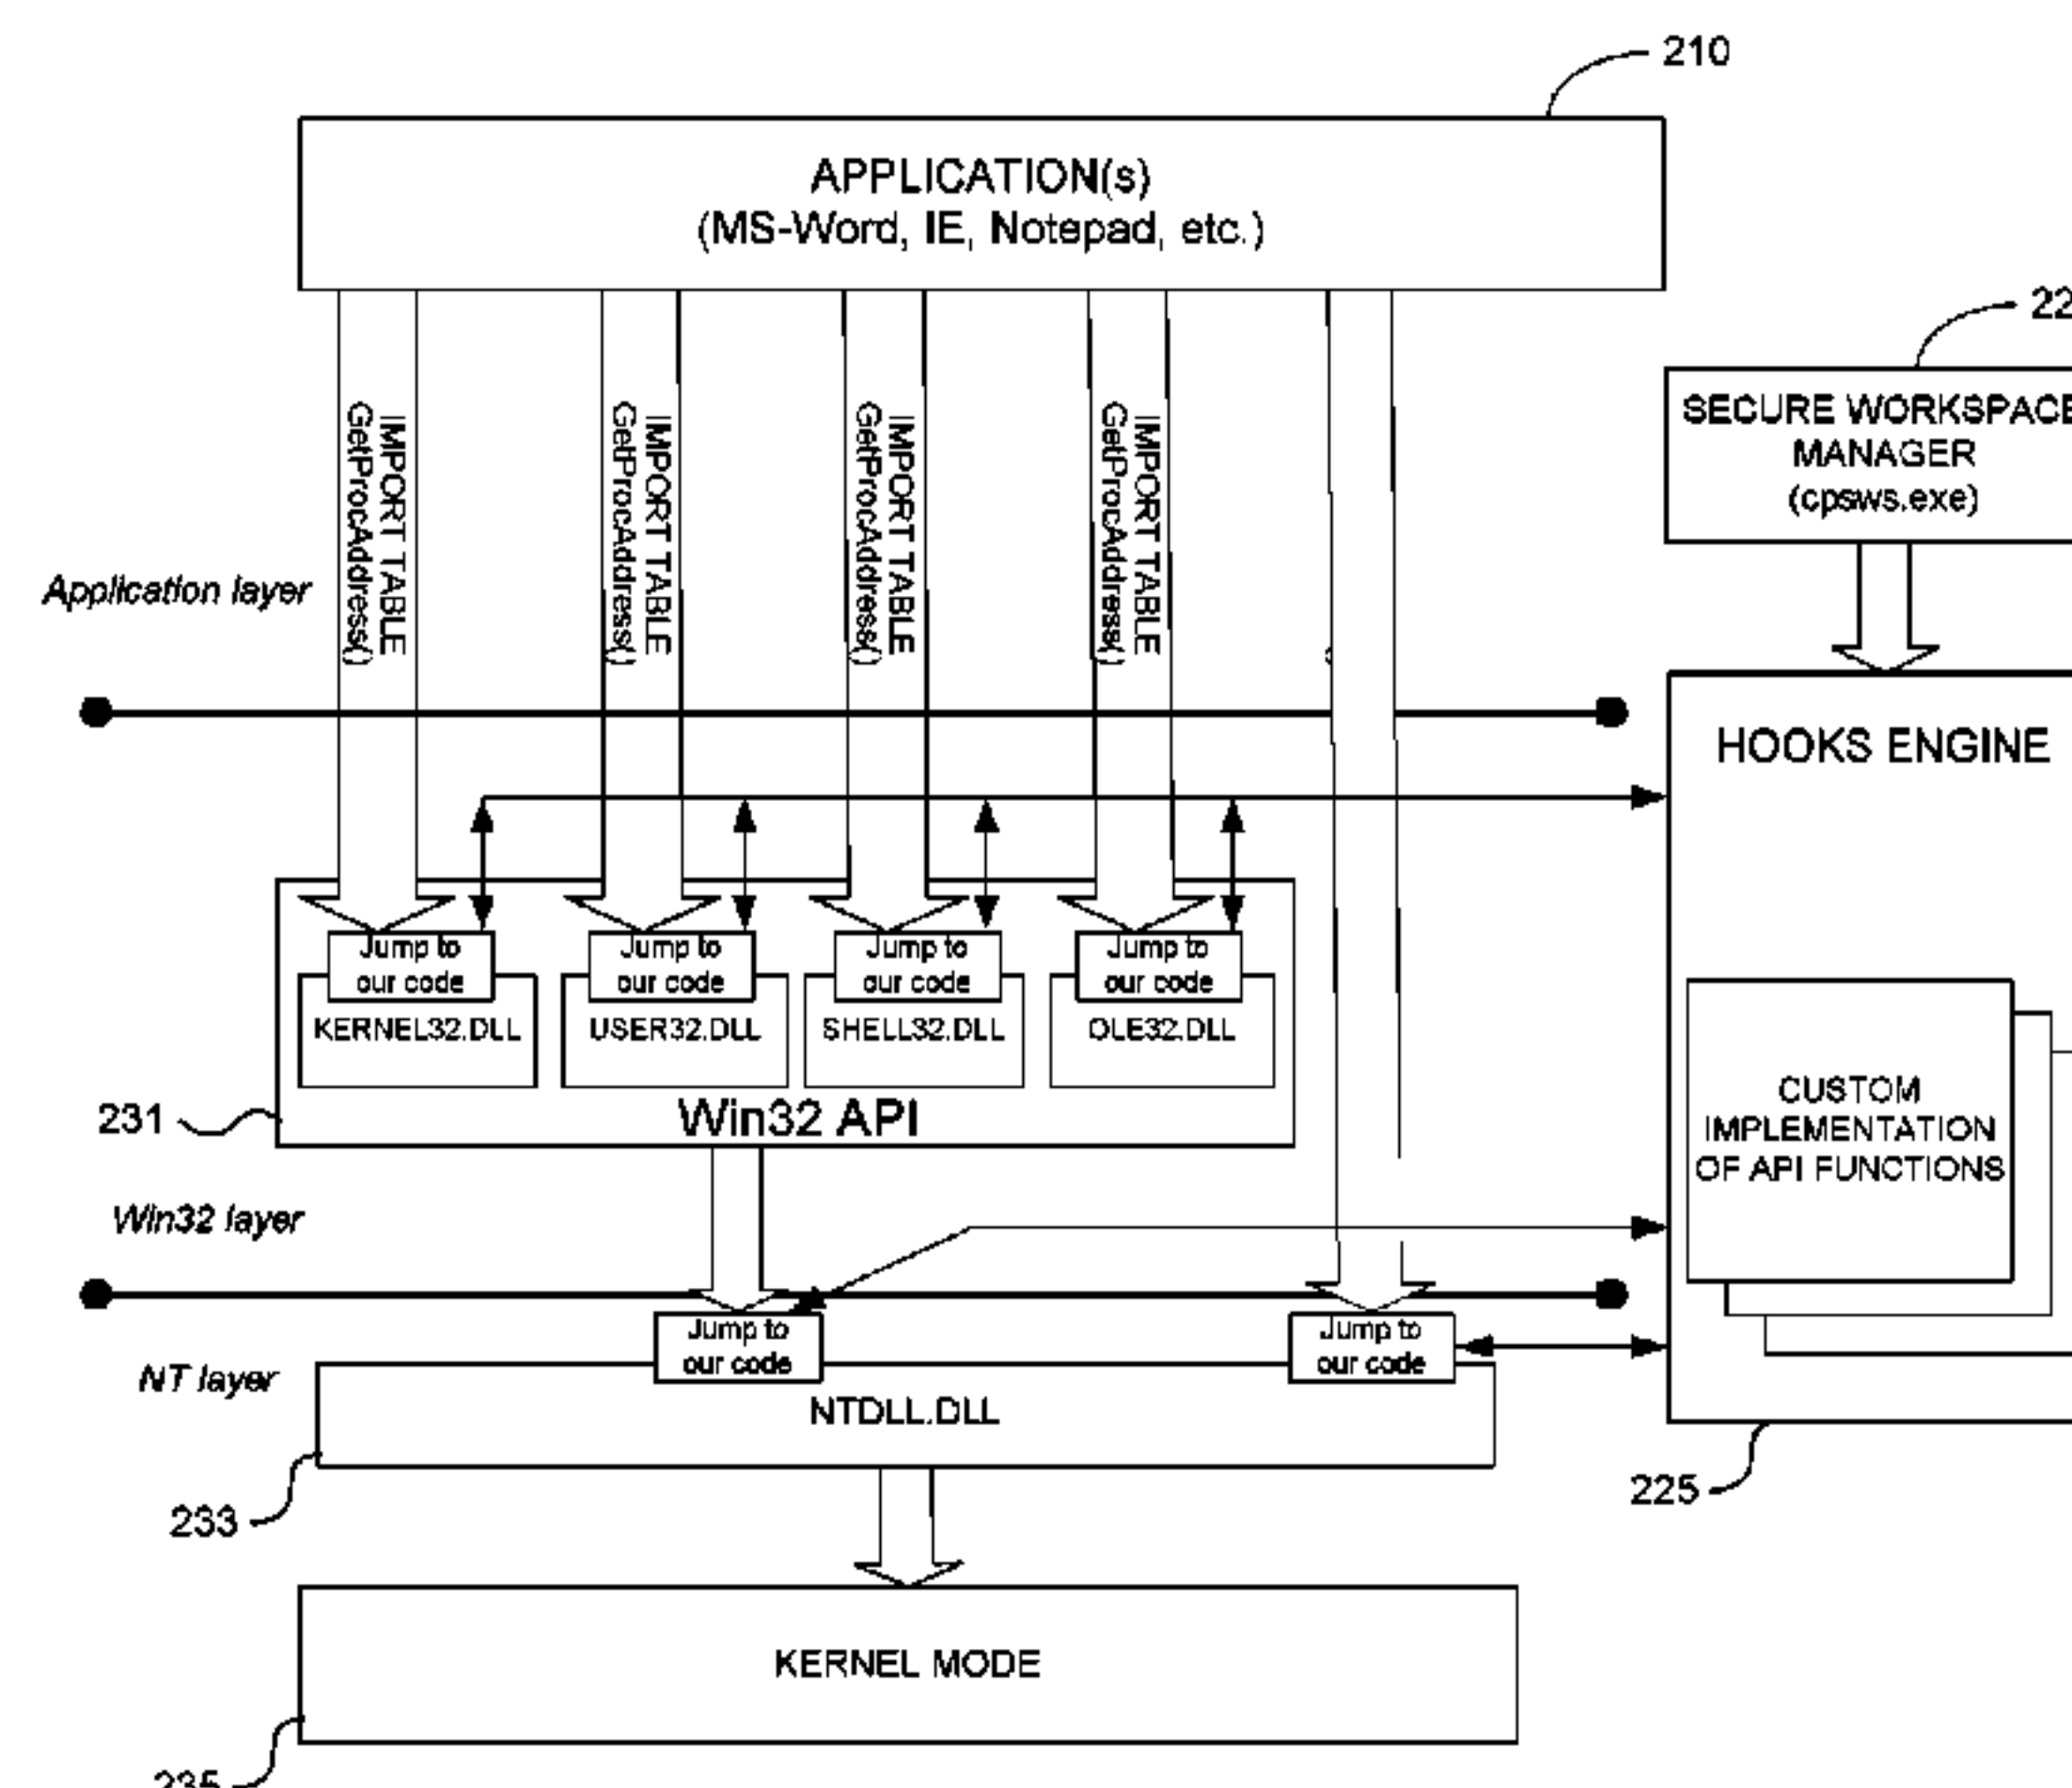 210
APPLICATION(s)
(MS-Word, IE, Notepad, etc.)
22
SECURE WORKSPACE
MANAGER
(cpsws.exe)
IMPORT TABLE
GetProcAddress()
IMPORT TABLE
GetProcAddress()
IMPORT TABLE
GetProcAddress()
IMPORT TABLE
GetProcAddress()
Application layer
HOOKS ENGINE
Jump to
our code
Jump to
our code
Jump to
our code
Jump to
our code
KERNEL32.DLL
USER32.DLL
SHELL32.DLL
OLE32.DLL
231
Win32 API
CUSTOM
IMPLEMENTATION
OF API FUNCTIONS
Win32 layer
Jump to
our code
Jump to
our code
NT layer
NTDLL.DLL
225
233
KERNEL MODE
235